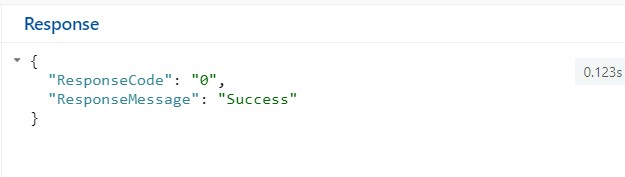 Response
{
"ResponseCode": "0",
"ResponseMessage": "Success"
}
0.123s